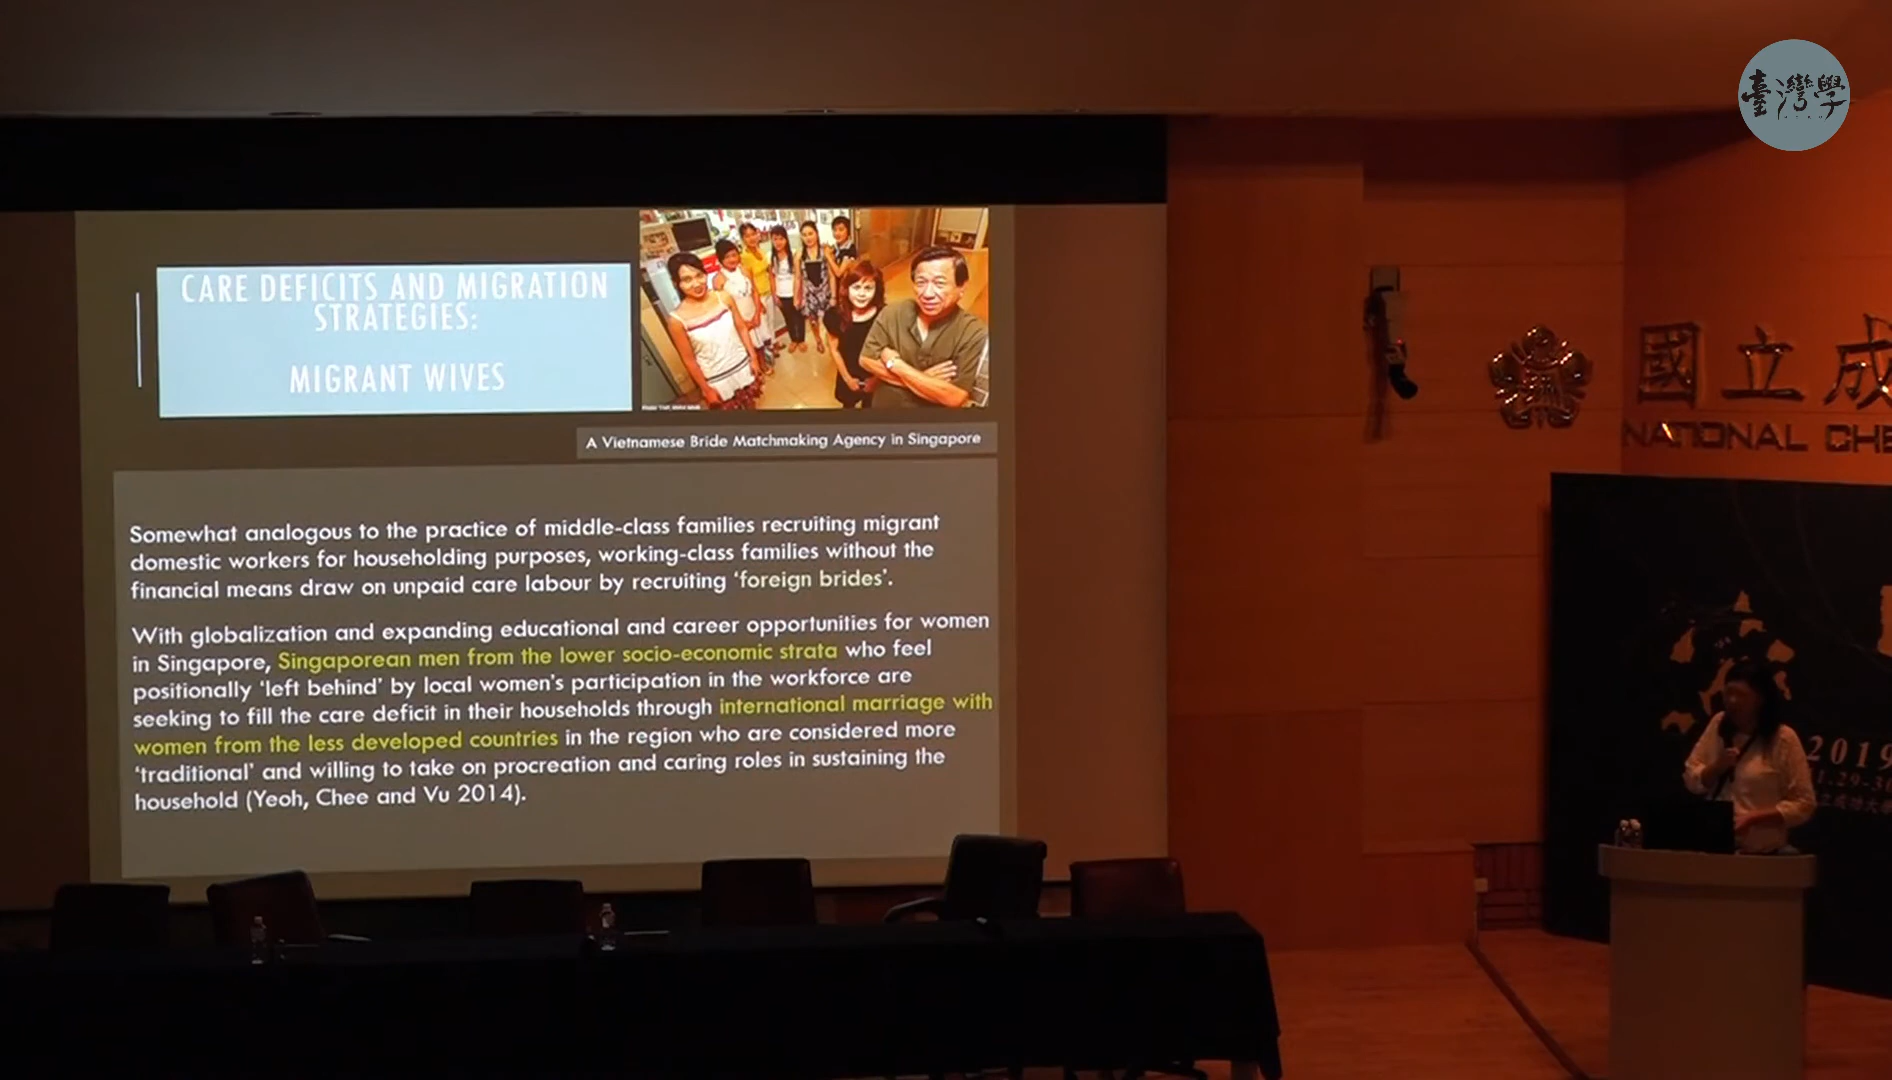 臺灣學
CARE DEFICITS AND MIGRATION
STRATEGIES:
MIGRANT WIVES
A Vietnamese Bride Matchmaking Agency in Singapore
Somewhat analogous to the practice of middle-class families recruiting migrant
domestic workers for householding purposes, working-class families without the
financial means draw on unpaid care labour by recruiting ‘foreign brides’.
With globalization and expanding educational and career opportunities for women
in Singapore, Singaporean men from the lower socio-economic strata who feel
positionally ‘left behind’ by local women’s participation in the workforce are
seeking to fill the care deficit in their households through international marriage with
women from the less developed countries in the region who are considered more
‘traditional’ and willing to take on procreation and caring roles in sustaining the
household (Yeoh, Chee and Vu 2014).
國立成
NATIONAL CHE
2019